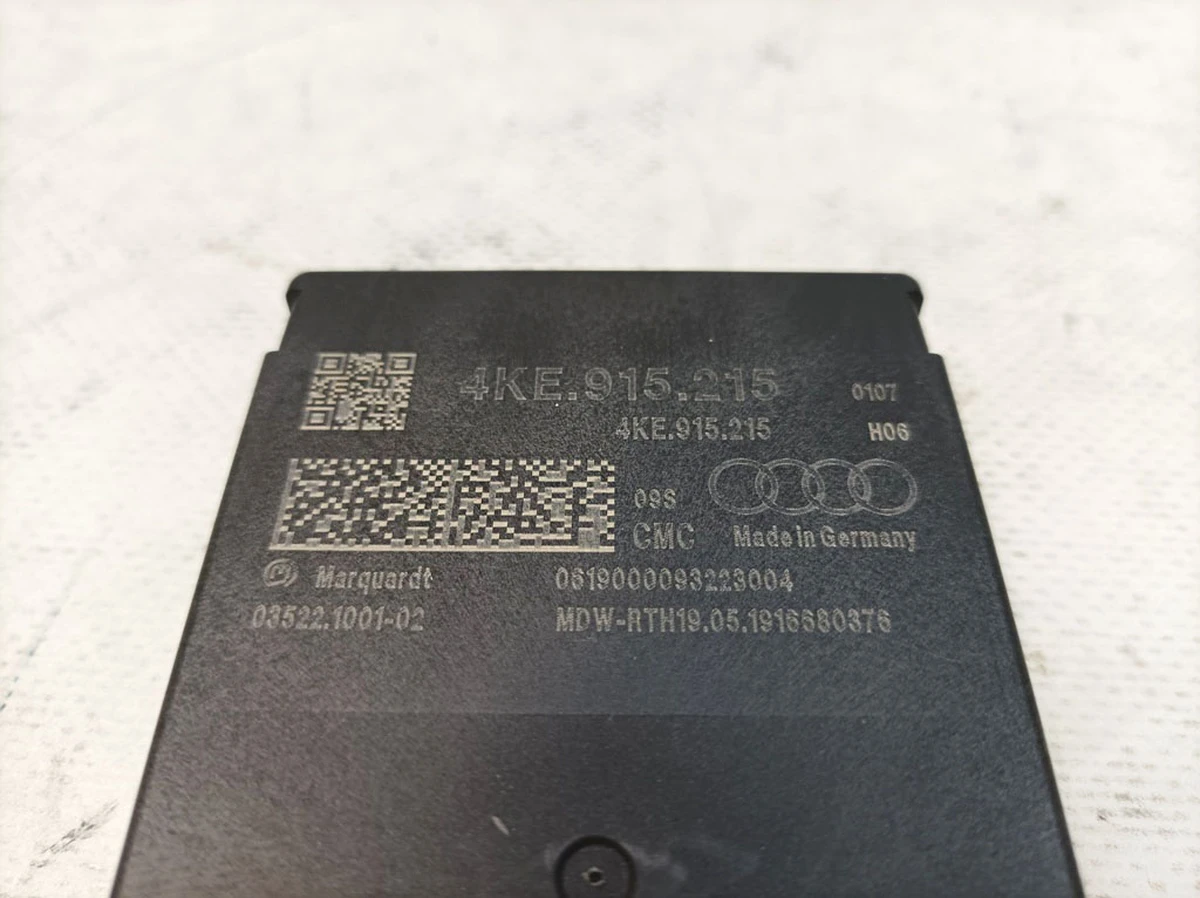 4KE.915.215 0107
4KE.915.215 H06
09S
CMC Made in Germany
Marquardt 0619000093223004
03522.1001-02 MDW-RTH19.05.1916680376